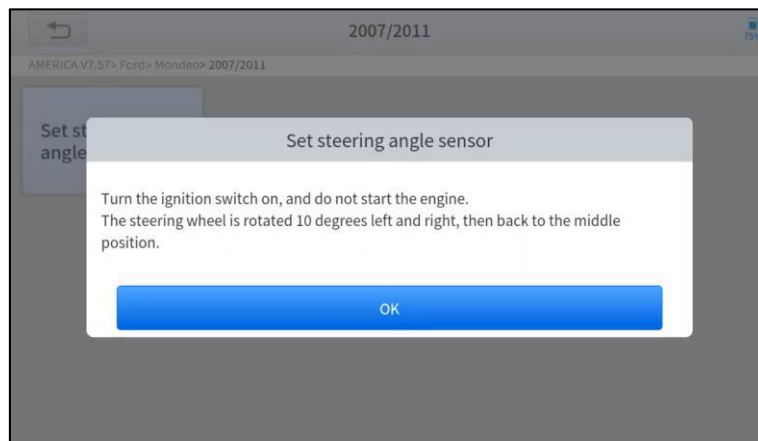 2007/2011
75%
AMERICA V7.57> Ford> Mondeo> 2007/2011
Set st
angle
Set steering angle sensor
Turn the ignition switch on, and do not start the engine.
The steering wheel is rotated 10 degrees left and right, then back to the middle
position.
OK